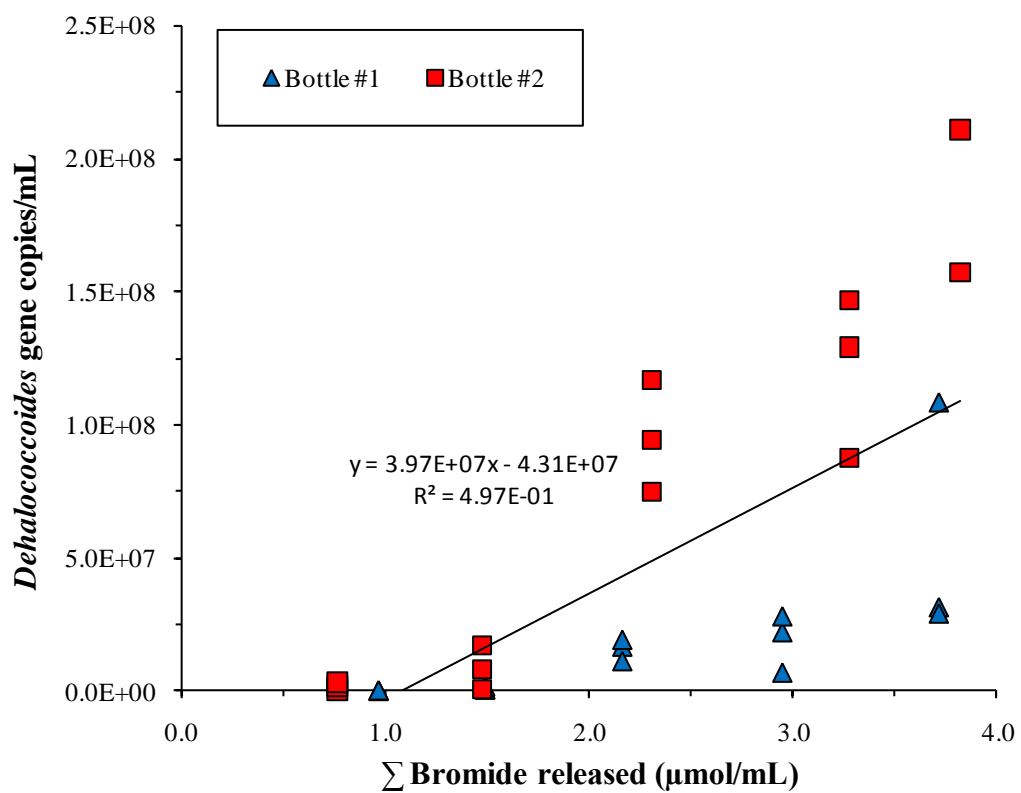 2.5E+08
Bottle #1 Bottle #2
2.0E+08
1.5E+08
1.0E+08
5.0E+07
0.0E+00
Dehalococcoides gene copies/mL
y = 3.97E+07x - 4.31E+07
R² = 4.97E-01
0.0 1.0 2.0 3.0 4.0
∑ Bromide released (μmol/mL)